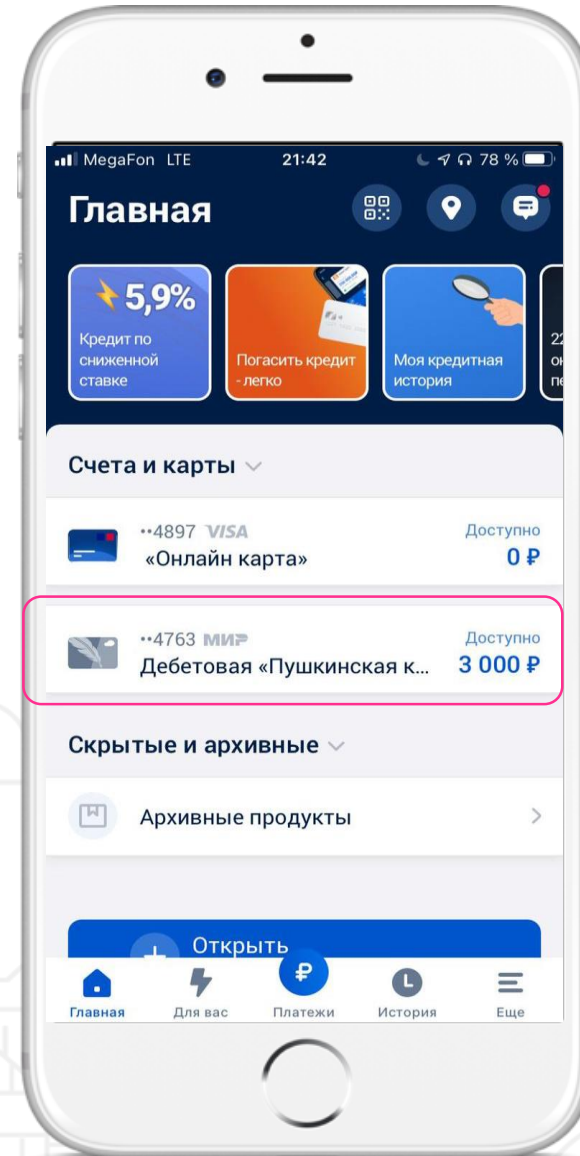 MegaFon LTE 21:42 78 %
Главная
5,9%
Кредит по
сниженной
ставке
Погасить кредит
- легко
Моя кредитная
история
22
Счета и карты
··4897 VISA
Доступно
«Онлайн карта»
0 ₽
··4763 МИР
Доступно
Дебетовая «Пушкинская к...
3 000 ₽
Скрытые и архивные
Архивные продукты
Открыть
Главная
Для вас
Платежи
История
Еще